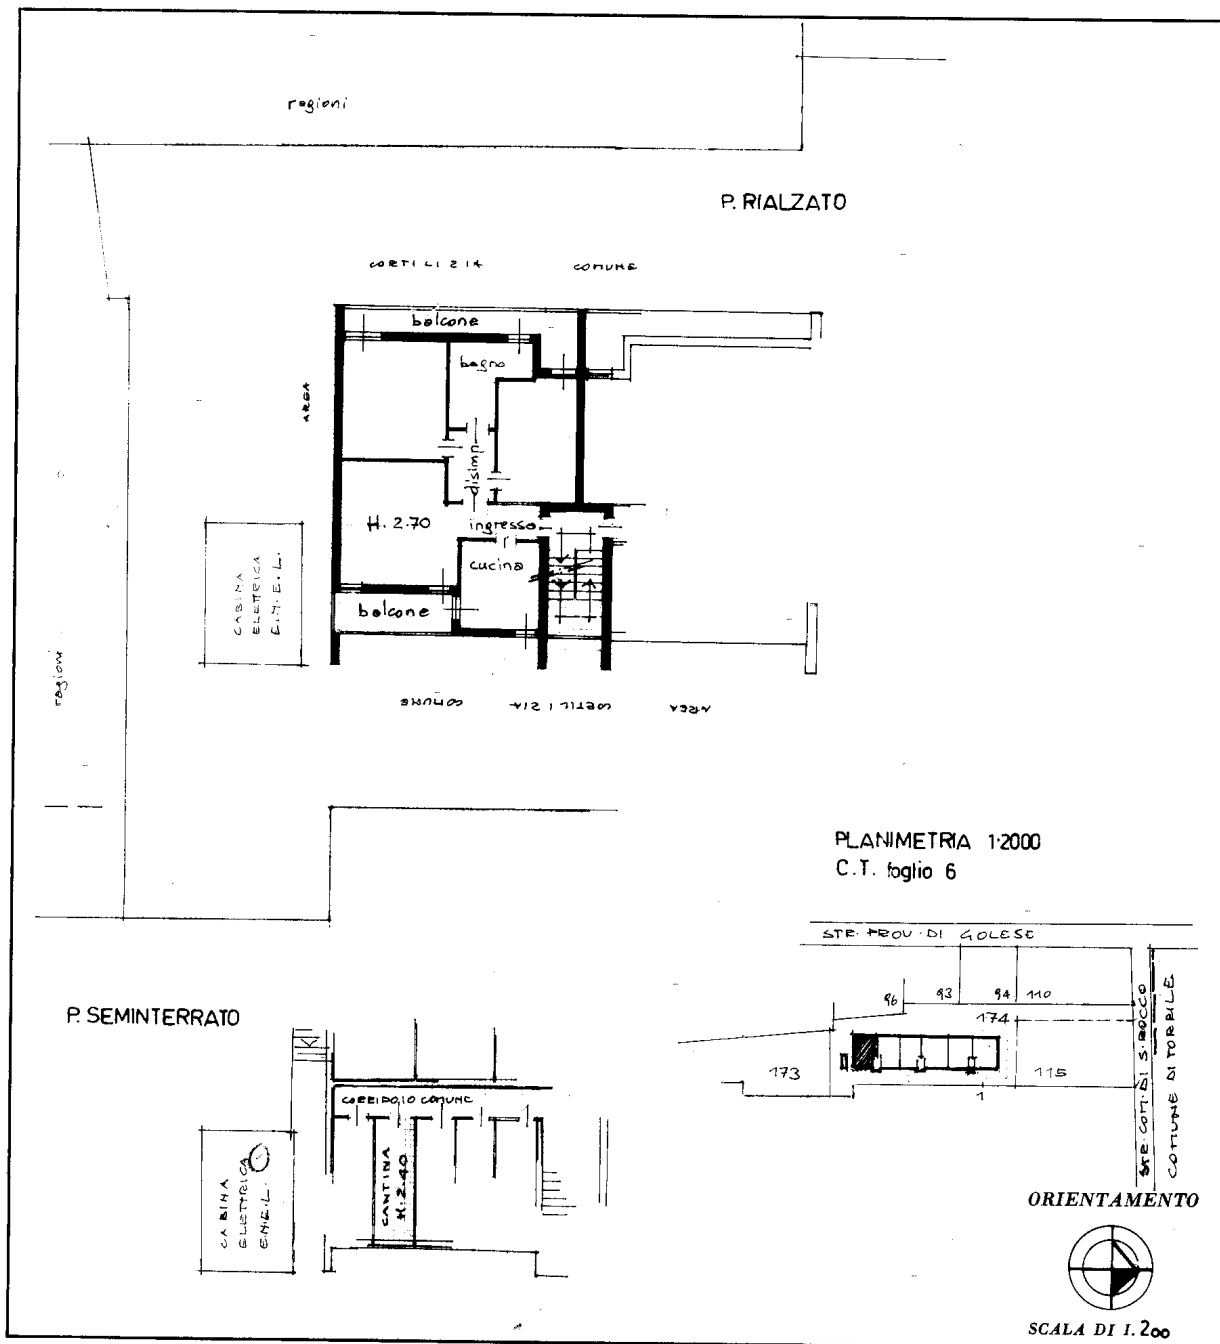 ragioni
P. RIALZATO
CORTILIZIA COMUNE
balcone
bagno
AREA
disimp.
H. 2.70
ingresso
cucina
CABINA
ELETTRICA
E.N.E.L.
balcone
ragioni
AREA CORTILIZIA COMUNE
PLANIMETRIA 1:2000
C.T. foglio 6
STR. PROV. DI GOLESE
96 93 94 110
174
173
115
1
STR. COM. DI S. ROCCO
COMUNE DI TORRILE
P. SEMINTERRATO
CORRIDOIO COMUNE
CANTINA
H. 2.40
CABINA
ELETTRICA
E.N.E.L.
ORIENTAMENTO
SCALA DI 1. 200